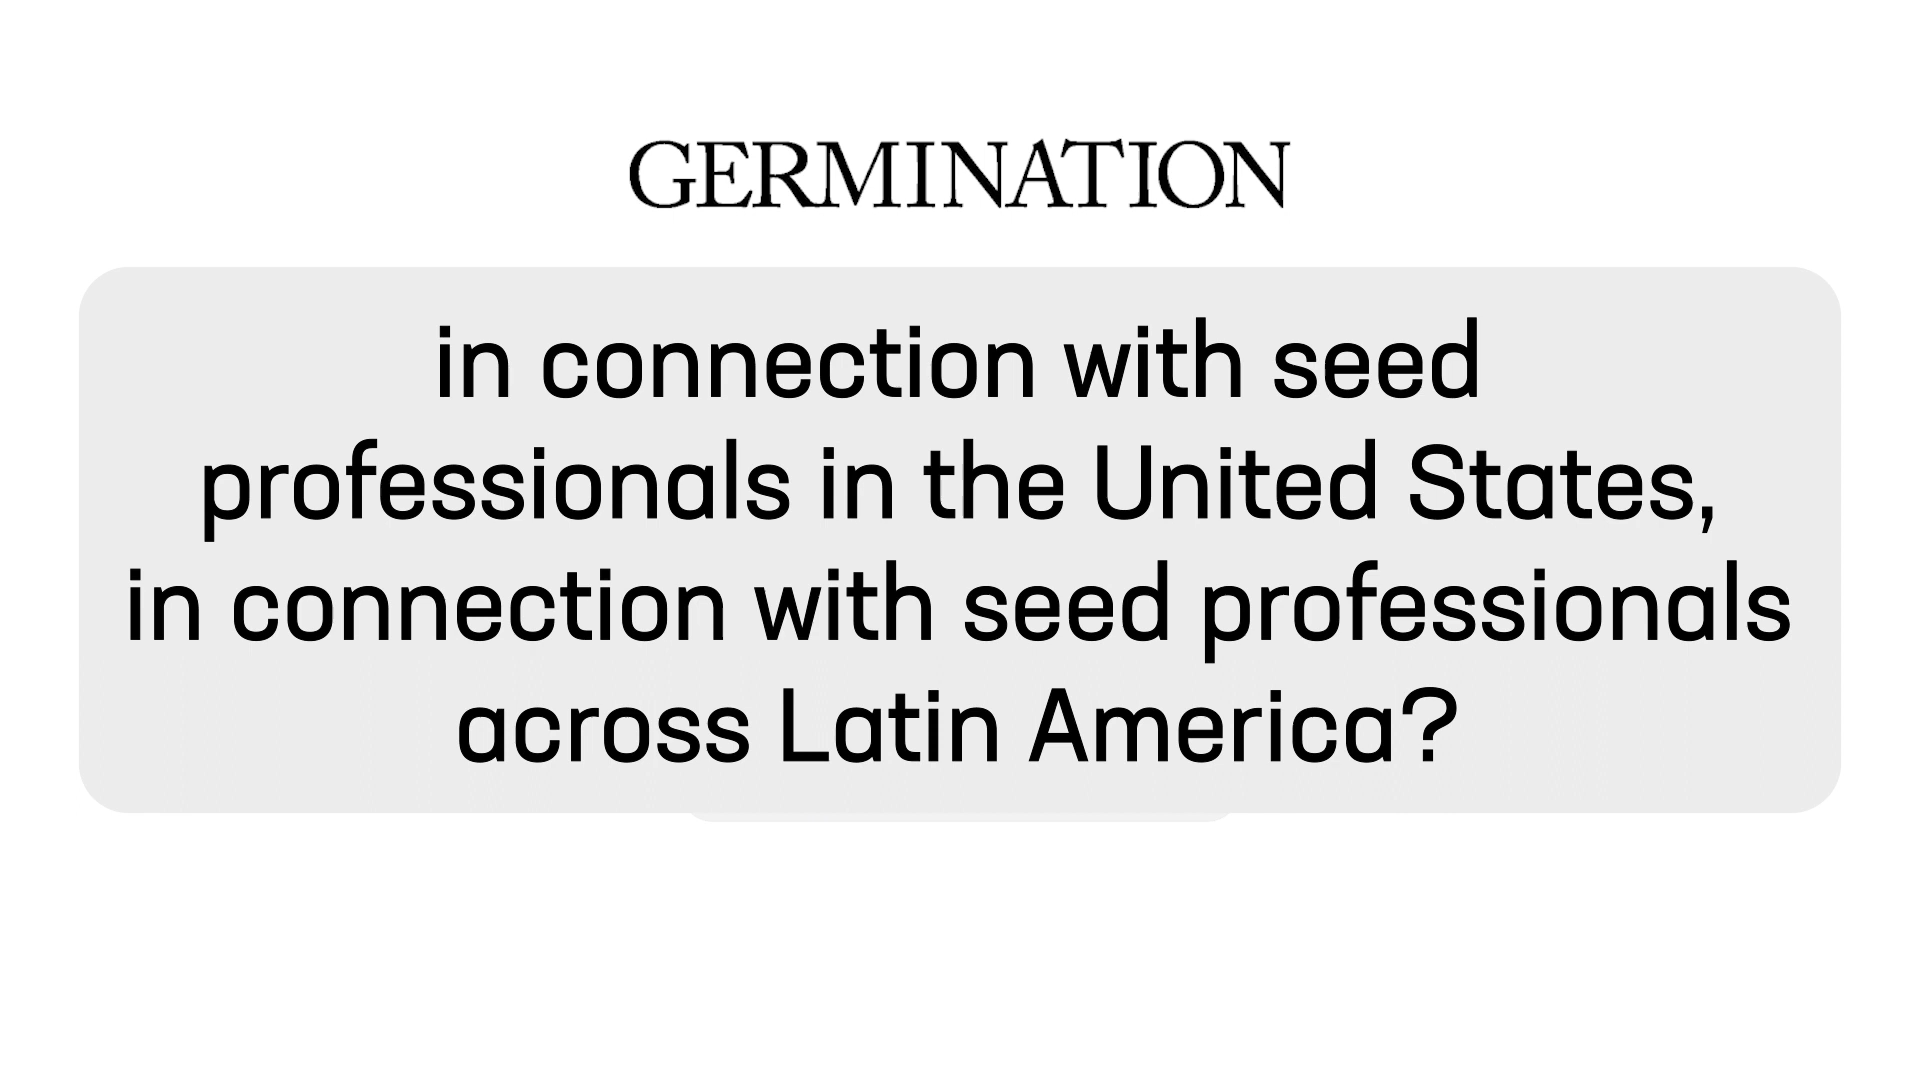 GERMINATION
in connection with seed
professionals in the United States,
in connection with seed professionals
across Latin America?